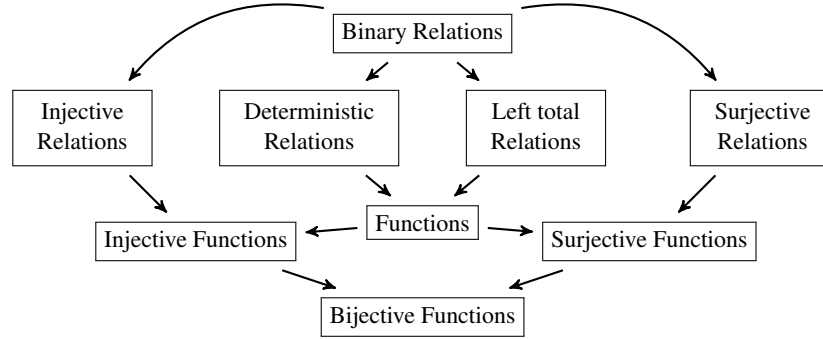 Binary Relations
Injective
Relations
Deterministic
Relations
Left total
Relations
Surjective
Relations
Functions
Injective Functions
Surjective Functions
Bijective Functions